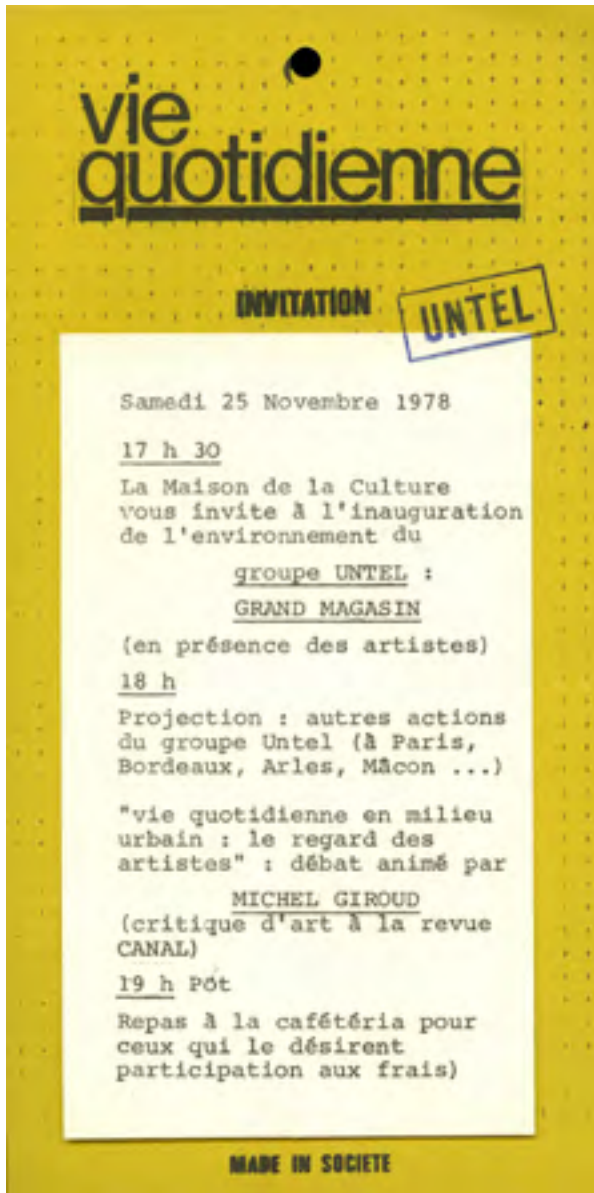 vie
quotidienne
INVITATION
UNTEL
Samedi 25 Novembre 1978
17 h 30
La Maison de la Culture
vous invite à l'inauguration
de l'environnement du
groupe UNTEL :
GRAND MAGASIN
(en présence des artistes)
18 h
Projection : autres actions
du groupe Untel (à Paris,
Bordeaux, Arles, Mâcon ...)
"vie quotidienne en milieu
urbain : le regard des
artistes" : débat animé par
MICHEL GIROUD
(critique d'art à la revue
CANAL)
19 h Pôt
Repas à la cafétéria pour
ceux qui le désirent
participation aux frais)
MADE IN SOCIETE